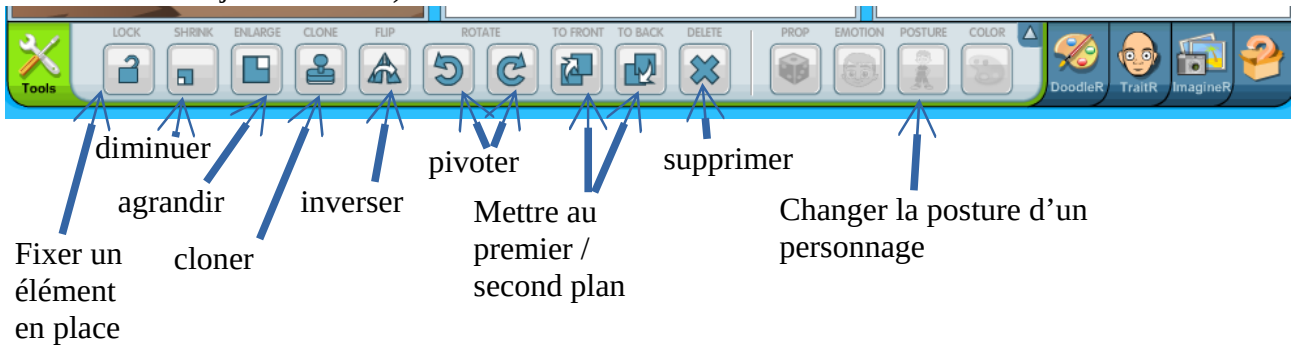 LOCK SHRINK ENLARGE CLONE FLIP ROTATE TO FRONT TO BACK DELETE PROP EMOTION POSTURE COLOR
Tools
DoodleR TraitR ImagineR
diminuer
pivoter
supprimer
agrandir
inverser
Mettre au
premier /
second plan
Changer la posture d’un
personnage
Fixer un
élément
en place
cloner